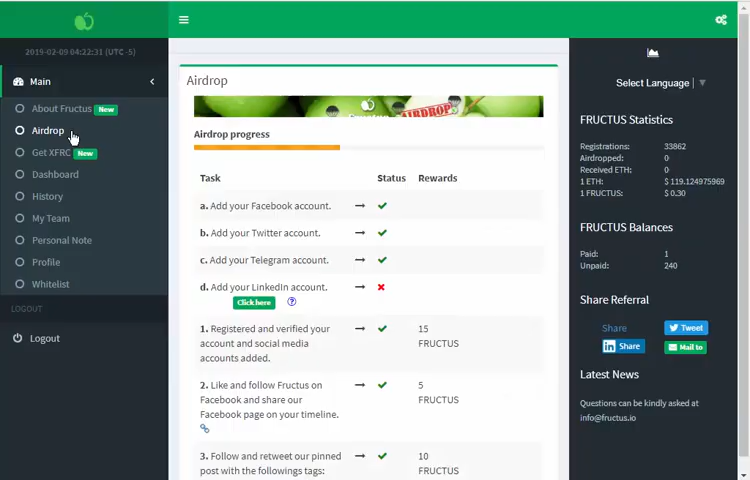 2019-02-09 04:22:31 (UTC -5)
Main
About Fructus New
Airdrop
Get XFRC New
Dashboard
History
My Team
Personal Note
Profile
Whitelist
LOGOUT
Logout
Airdrop
AIRDROP
Airdrop progress
Task Status Rewards
a. Add your Facebook account.
b. Add your Twitter account.
c. Add your Telegram account.
d. Add your LinkedIn account.
Click here
1. Registered and verified your 15
account and social media FRUCTUS
accounts added.
2. Like and follow Fructus on 5
Facebook and share our FRUCTUS
Facebook page on your timeline.
3. Follow and retweet our pinned 10
post with the followings tags: FRUCTUS
Select Language
FRUCTUS Statistics
Registrations: 33862
Airdropped: 0
Received ETH: 0
1 ETH: $ 119.124975969
1 FRUCTUS: $ 0.30
FRUCTUS Balances
Paid: 1
Unpaid: 240
Share Referral
Share Tweet
Share Mail to
Latest News
Questions can be kindly asked at
info@fructus.io